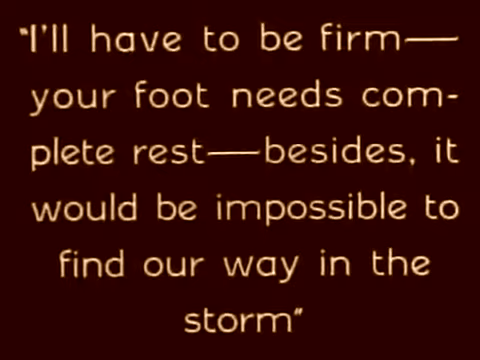 "I'll have to be firm—
your foot needs com-
plete rest—besides, it
would be impossible to
find our way in the
storm"